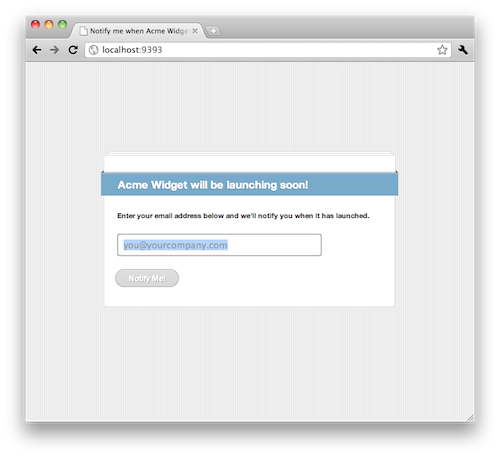 Notify me when Acme Widge
localhost:9393
Acme Widget will be launching soon!
Enter your email address below and we'll notify you when it has launched.
you@yourcompany.com
Notify Me!